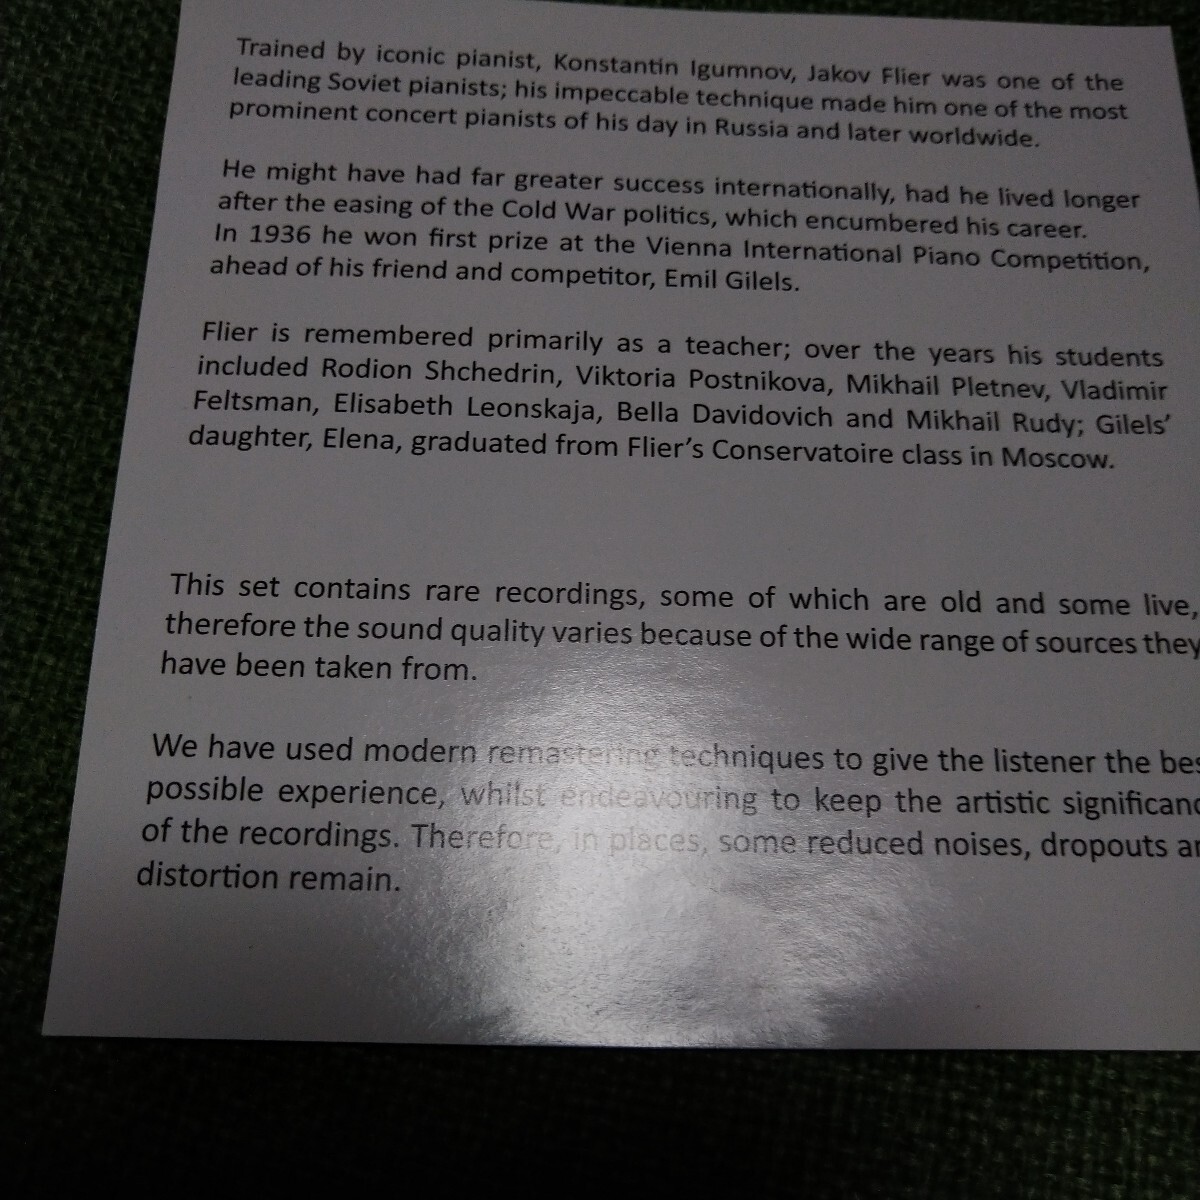 Trained by iconic pianist, Konstantin Igumnov, Jakov Flier was one of the
leading Soviet pianists; his impeccable technique made him one of the most
prominent concert pianists of his day in Russia and later worldwide.
He might have had far greater success internationally, had he lived longer
after the easing of the Cold War politics, which encumbered his career.
In 1936 he won first prize at the Vienna International Piano Competition,
ahead of his friend and competitor, Emil Gilels.
Flier is remembered primarily as a teacher; over the years his students
included Rodion Shchedrin, Viktoria Postnikova, Mikhail Pletnev, Vladimir
Feltsman, Elisabeth Leonskaja, Bella Davidovich and Mikhail Rudy; Gilels'
daughter, Elena, graduated from Flier's Conservatoire class in Moscow.
This set contains rare recordings, some of which are old and some live,
therefore the sound quality varies because of the wide range of sources they
have been taken from.
We have used modern remastering techniques to give the listener the
possible experience, whilst endeavouring to keep the artistic
of the recordings. Therefore, in places, some reduced noises, dropouts
distortion remain.